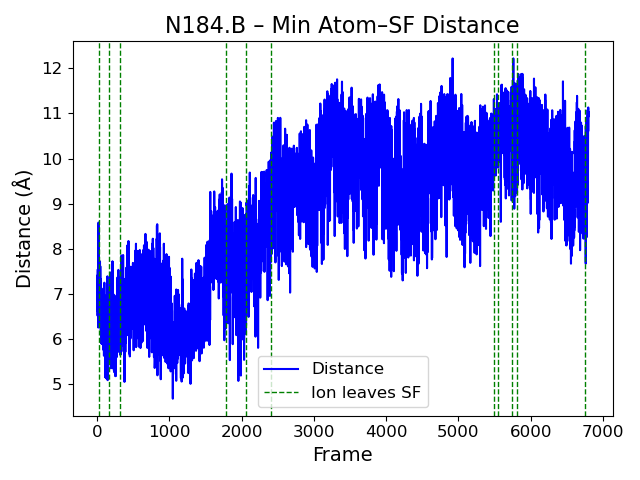 N184.B – Min Atom–SF Distance
Distance (Å)
12
11
10
9
8
7
6
5
Distance
Ion leaves SF
0 1000 2000 3000 4000 5000 6000 7000
Frame